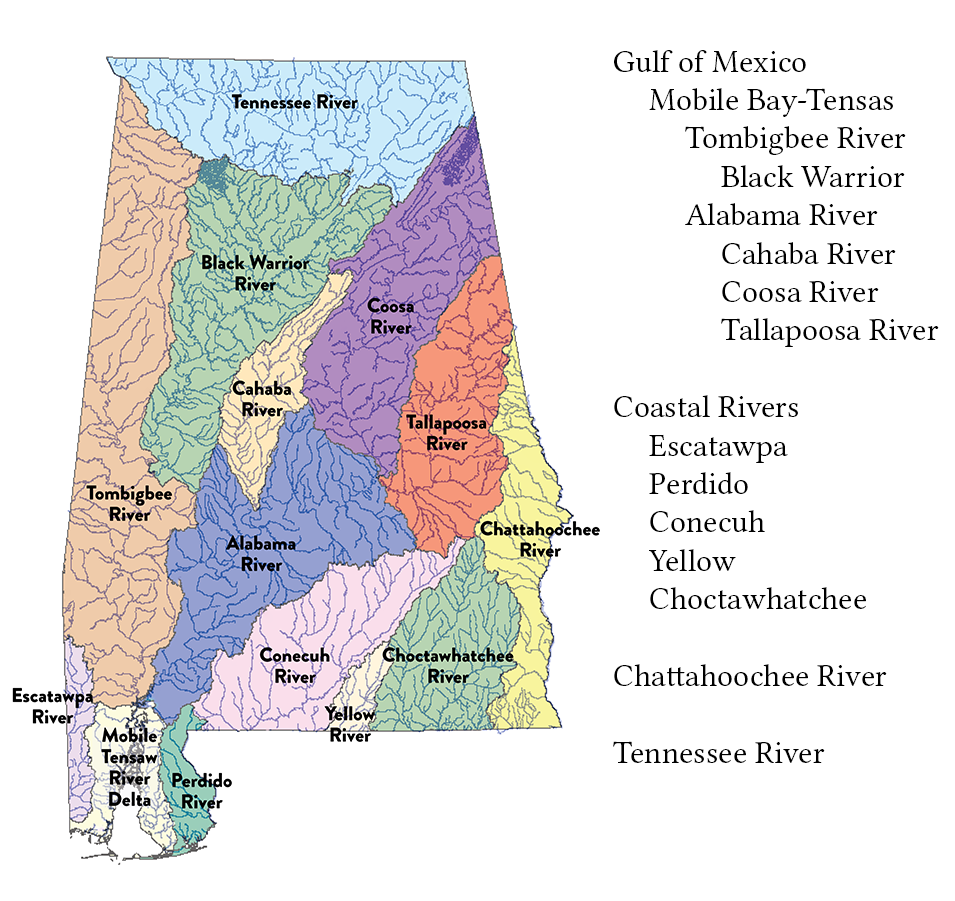 Tennessee River
Black Warrior
River
Coosa
River
Cahaba
River
Tallapoosa
River
Tombigbee
River
Chattahoochee
River
Alabama
River
Conecuh
River
Choctawhatchee
River
Escatawpa
River
Yellow
River
Mobile
Tensaw
River
Delta
Perdido
River
Gulf of Mexico
Mobile Bay-Tensas
Tombigbee River
Black Warrior
Alabama River
Cahaba River
Coosa River
Tallapoosa River
Coastal Rivers
Escatawpa
Perdido
Conecuh
Yellow
Choctawhatchee
Chattahoochee River
Tennessee River